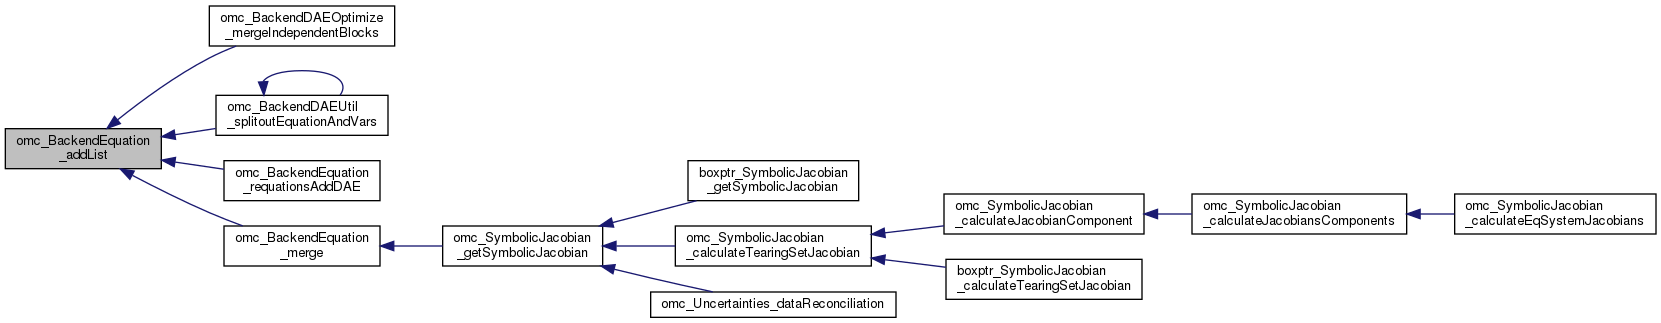 omc_BackendDAEOptimize
_mergeIndependentBlocks
omc_BackendDAEUtil
_splitoutEquationAndVars
omc_BackendEquation
_addList
omc_BackendEquation
_requationsAddDAE
omc_BackendEquation
_merge
omc_SymbolicJacobian
_getSymbolicJacobian
boxptr_SymbolicJacobian
_getSymbolicJacobian
omc_SymbolicJacobian
_calculateTearingSetJacobian
omc_Uncertainties_dataReconciliation
omc_SymbolicJacobian
_calculateJacobianComponent
boxptr_SymbolicJacobian
_calculateTearingSetJacobian
omc_SymbolicJacobian
_calculateJacobiansComponents
omc_SymbolicJacobian
_calculateEqSystemJacobians